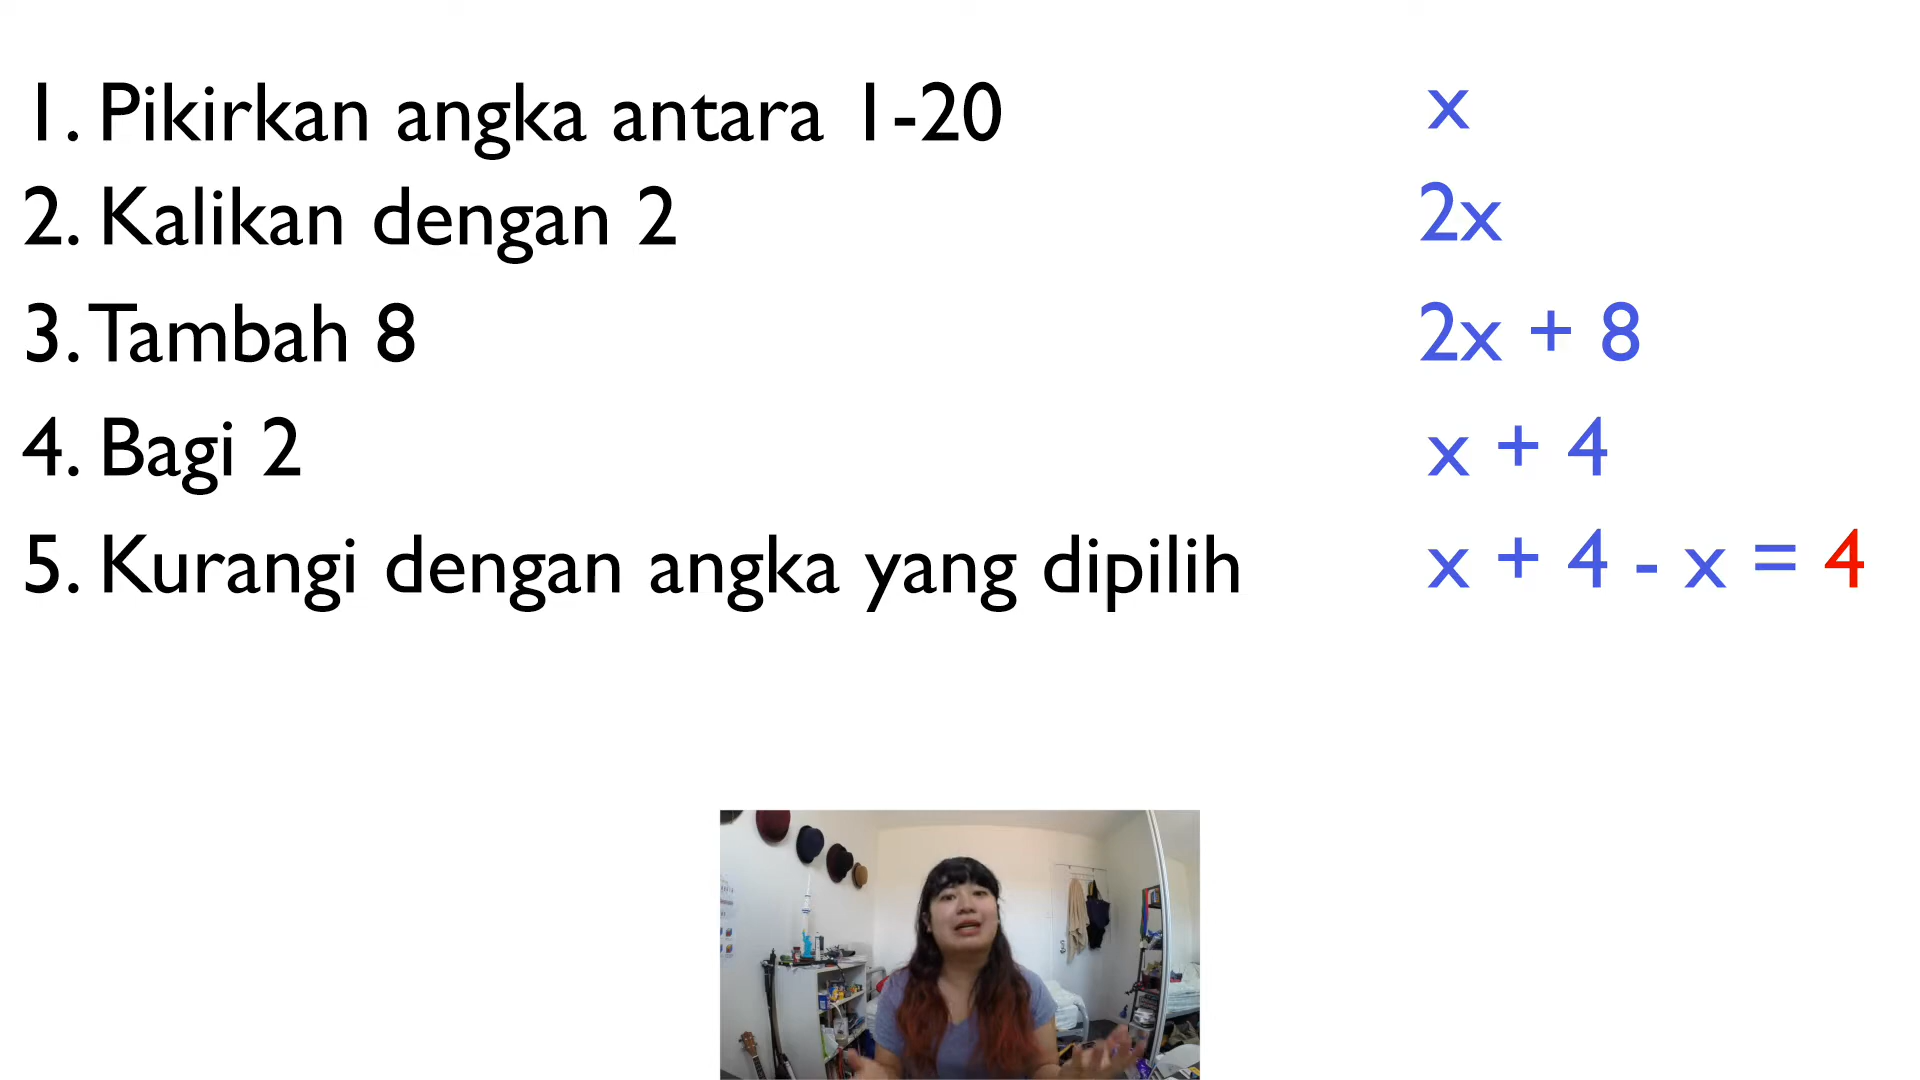 1. Pikirkan angka antara 1-20 x
2. Kalikan dengan 2 2x
3. Tambah 8 2x + 8
4. Bagi 2 x + 4
5. Kurangi dengan angka yang dipilih x + 4 - x = 4